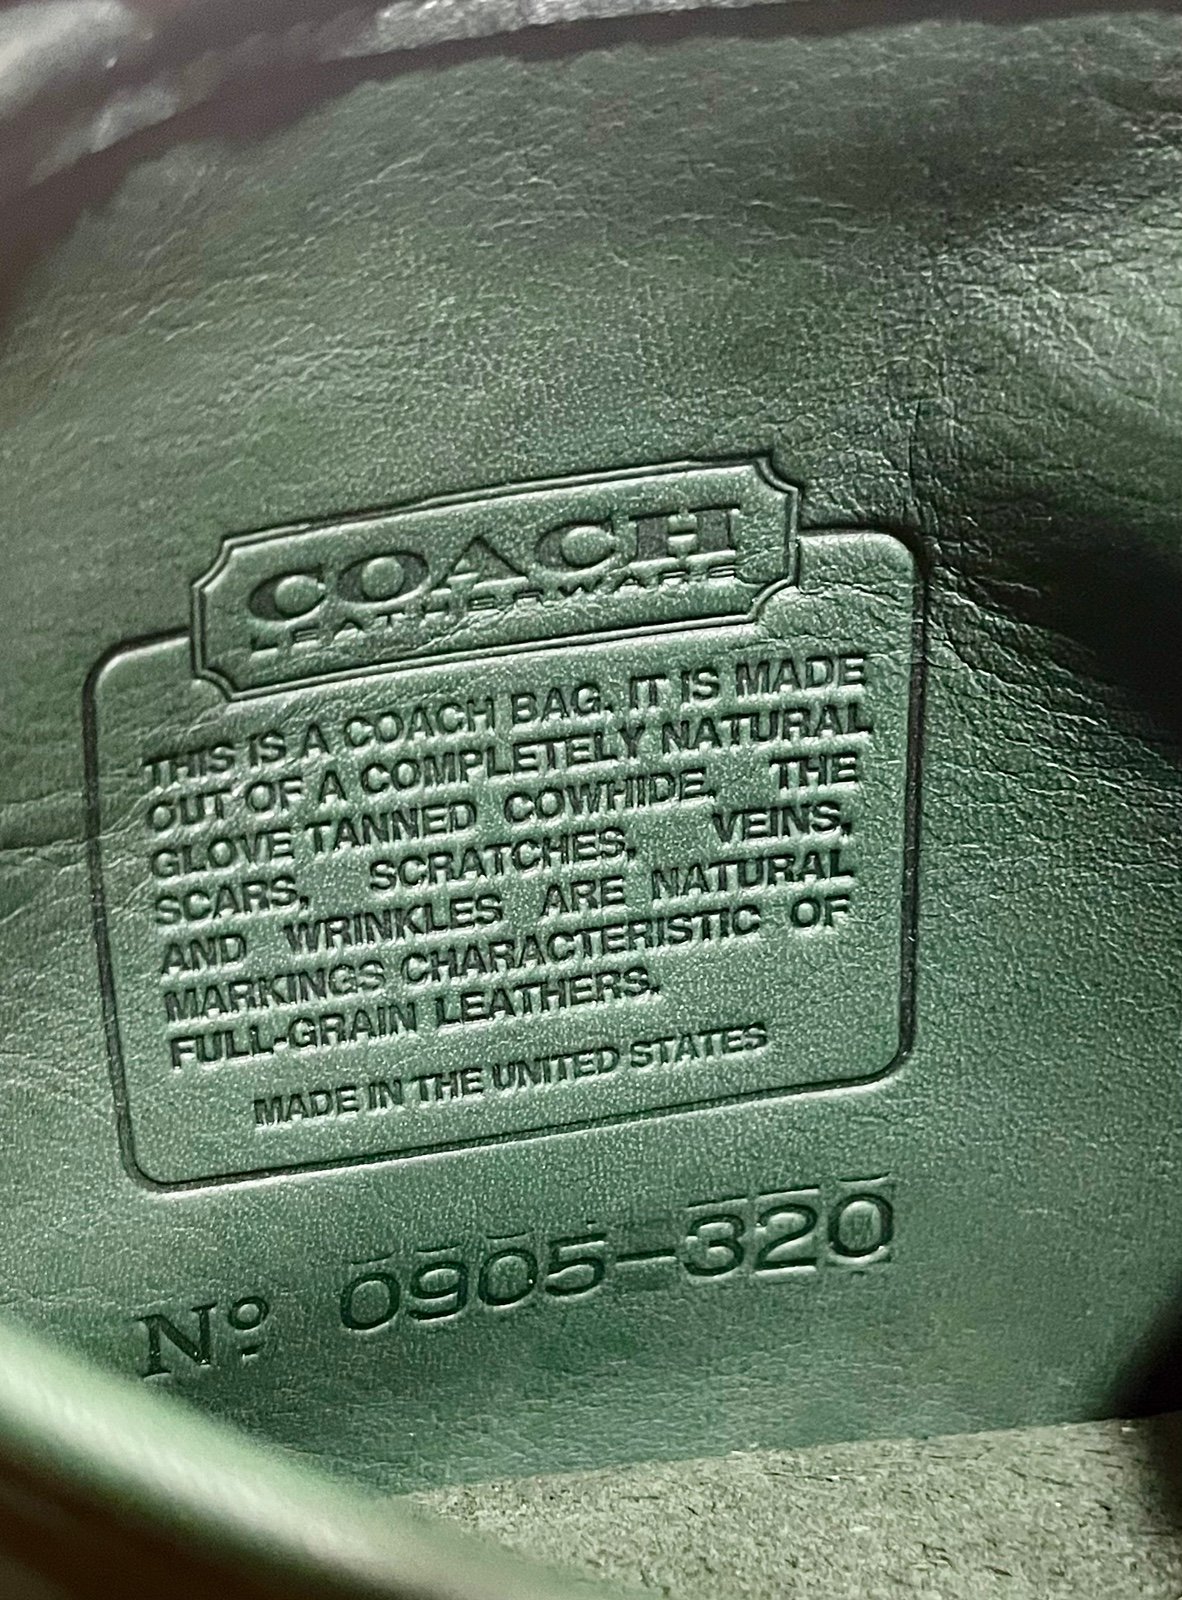 COACH
LEATHERWARE
THIS IS A COACH BAG. IT IS MADE
OUT OF A COMPLETELY NATURAL
GLOVE TANNED COWHIDE, THE
SCARS, SCRATCHES, VEINS,
AND WRINKLES ARE NATURAL
MARKINGS CHARACTERISTIC OF
FULL-GRAIN LEATHERS.
MADE IN THE UNITED STATES
Nº 0905-320